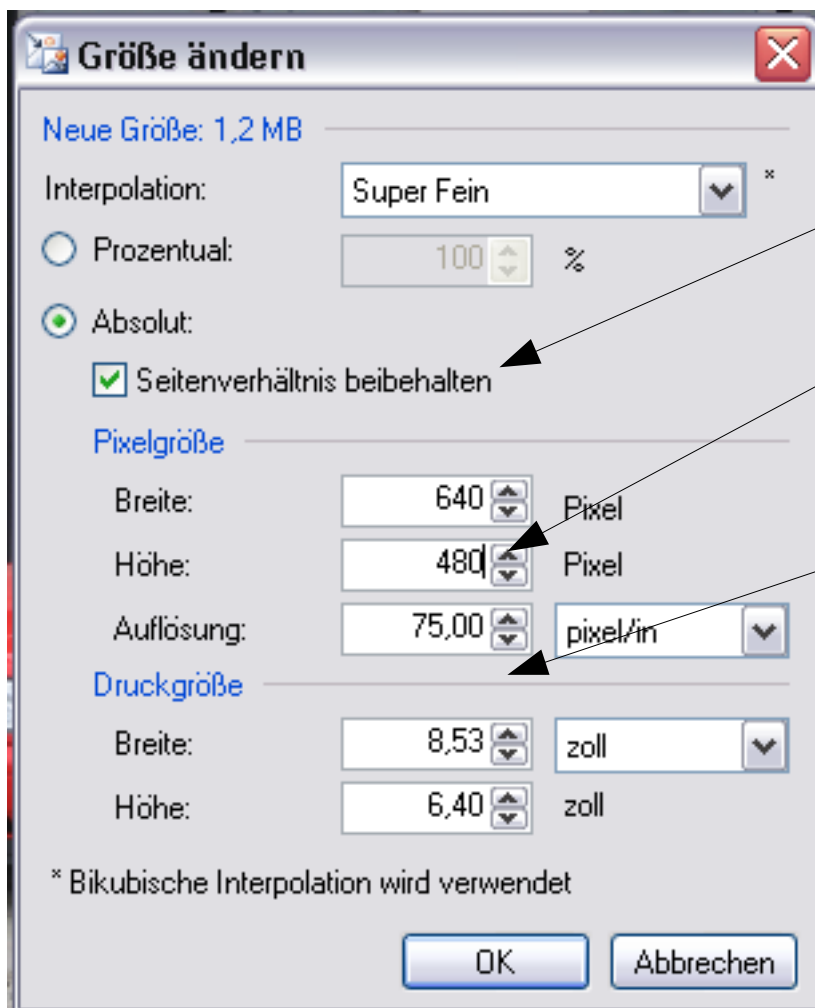 Größe ändern
Neue Größe: 1,2 MB
Interpolation: Super Fein *
Prozentual: 100 %
Absolut:
Seitenverhältnis beibehalten
Pixelgröße
Breite: 640 Pixel
Höhe: 480 Pixel
Auflösung: 75,00 pixel/in
Druckgröße
Breite: 8,53 zoll
Höhe: 6,40 zoll
* Bikubische Interpolation wird verwendet
OK Abbrechen